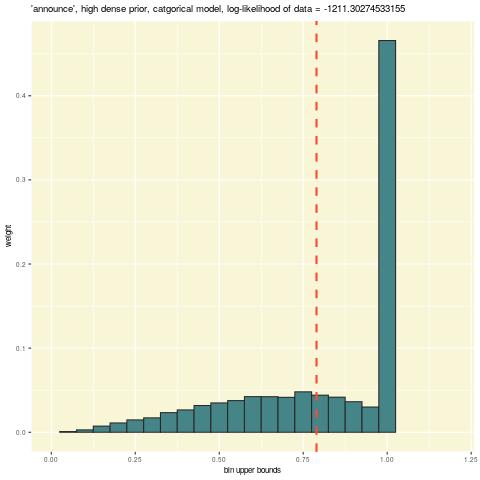 'announce', high dense prior, catgorical model, log-likelihood of data = -1211.30274533155
0.4
0.3
0.2
0.1
0.0
weight
0.00 0.25 0.50 0.75 1.00 1.25
bin upper bounds